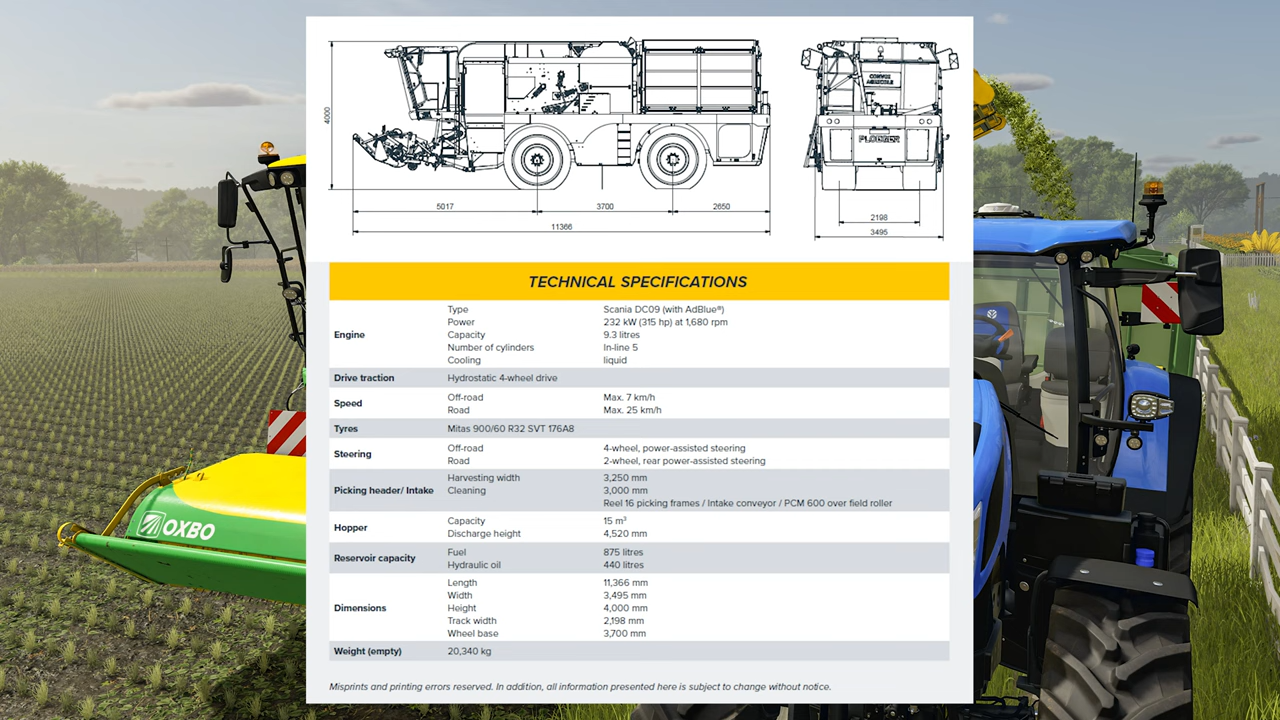 4000
CONVOX
PLOEGER
5017
3700
2650
11366
2198
3495
TECHNICAL SPECIFICATIONS
Engine
Type Scania DC09 (with AdBlue®)
Power 232 kW (315 hp) at 1,680 rpm
Capacity 9.3 litres
Number of cylinders In-line 5
Cooling liquid
Drive traction Hydrostatic 4-wheel drive
Speed
Off-road Max. 7 km/h
Road Max. 25 km/h
Tyres Mitas 900/60 R32 SVT 176A8
Steering
Off-road 4-wheel, power-assisted steering
Road 2-wheel, rear power-assisted steering
Picking header/ Intake
Harvesting width 3,250 mm
Cleaning 3,000 mm
Reel 16 picking frames / Intake conveyor / PCM 600 over field roller
Hopper
Capacity 15 m³
Discharge height 4,520 mm
Reservoir capacity
Fuel 875 litres
Hydraulic oil 440 litres
Dimensions
Length 11,366 mm
Width 3,495 mm
Height 4,000 mm
Track width 2,198 mm
Wheel base 3,700 mm
Weight (empty) 20,340 kg
Misprints and printing errors reserved. In addition, all information presented here is subject to change without notice.
OXBO